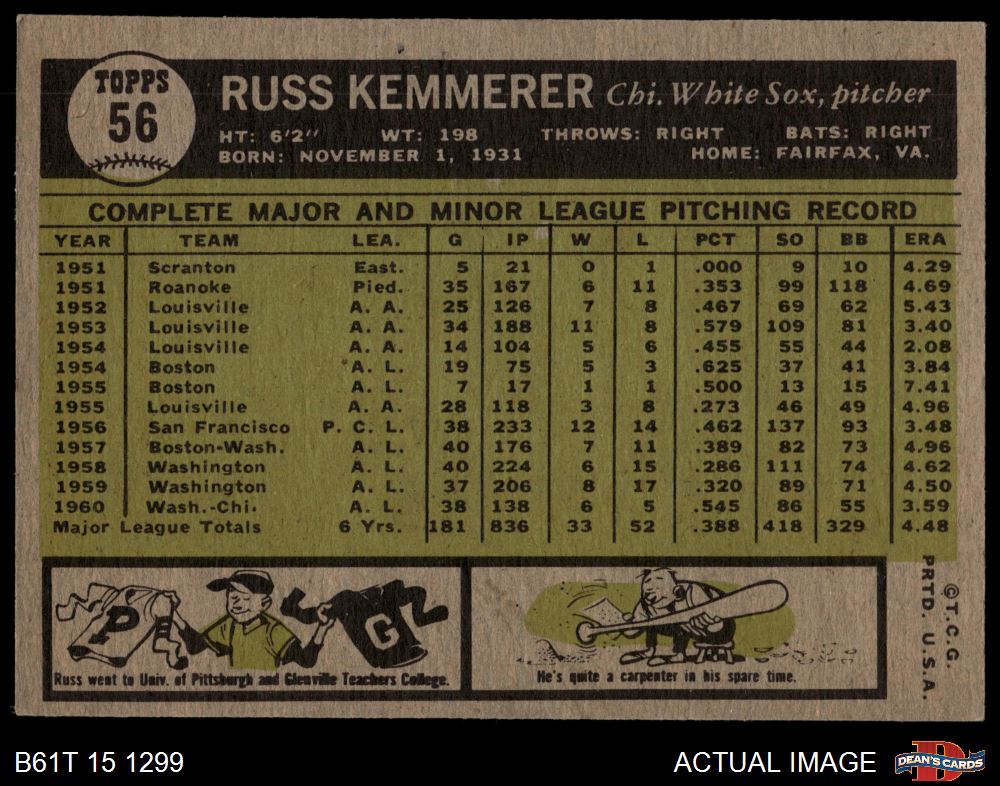 TOPPS
56
RUSS KEMMERER Chi. White Sox, pitcher
HT: 6'2" WT: 198 THROWS: RIGHT BATS: RIGHT
BORN: NOVEMBER 1, 1931 HOME: FAIRFAX, VA.
COMPLETE MAJOR AND MINOR LEAGUE PITCHING RECORD
YEAR TEAM LEA. G IP W L PCT SO BB ERA
1951 Scranton East. 5 21 0 1 .000 9 10 4.29
1951 Roanoke Pied. 35 167 6 11 .353 99 118 4.69
1952 Louisville A. A. 25 126 7 8 .467 69 62 5.43
1953 Louisville A. A. 34 188 11 8 .579 109 81 3.40
1954 Louisville A. A. 14 104 5 6 .455 55 44 2.08
1954 Boston A. L. 19 75 5 3 .625 37 41 3.84
1955 Boston A. L. 7 17 1 1 .500 13 15 7.41
1955 Louisville A. A. 28 118 3 8 .273 46 49 4.96
1956 San Francisco P. C. L. 38 233 12 14 .462 137 93 3.48
1957 Boston-Wash. A. L. 40 176 7 11 .389 82 73 4.96
1958 Washington A. L. 40 224 6 15 .286 111 74 4.62
1959 Washington A. L. 37 206 8 17 .320 89 71 4.50
1960 Wash.-Chi. A. L. 38 138 6 5 .545 86 55 3.59
Major League Totals 6 Yrs. 181 836 33 52 .388 418 329 4.48
P
G
Russ went to Univ. of Pittsburgh and Glenville Teachers College.
He's quite a carpenter in his spare time.
©T.C.G.
PRTD. U.S.A.
B61T 15 1299
ACTUAL IMAGE
D
DEAN'S CARDS